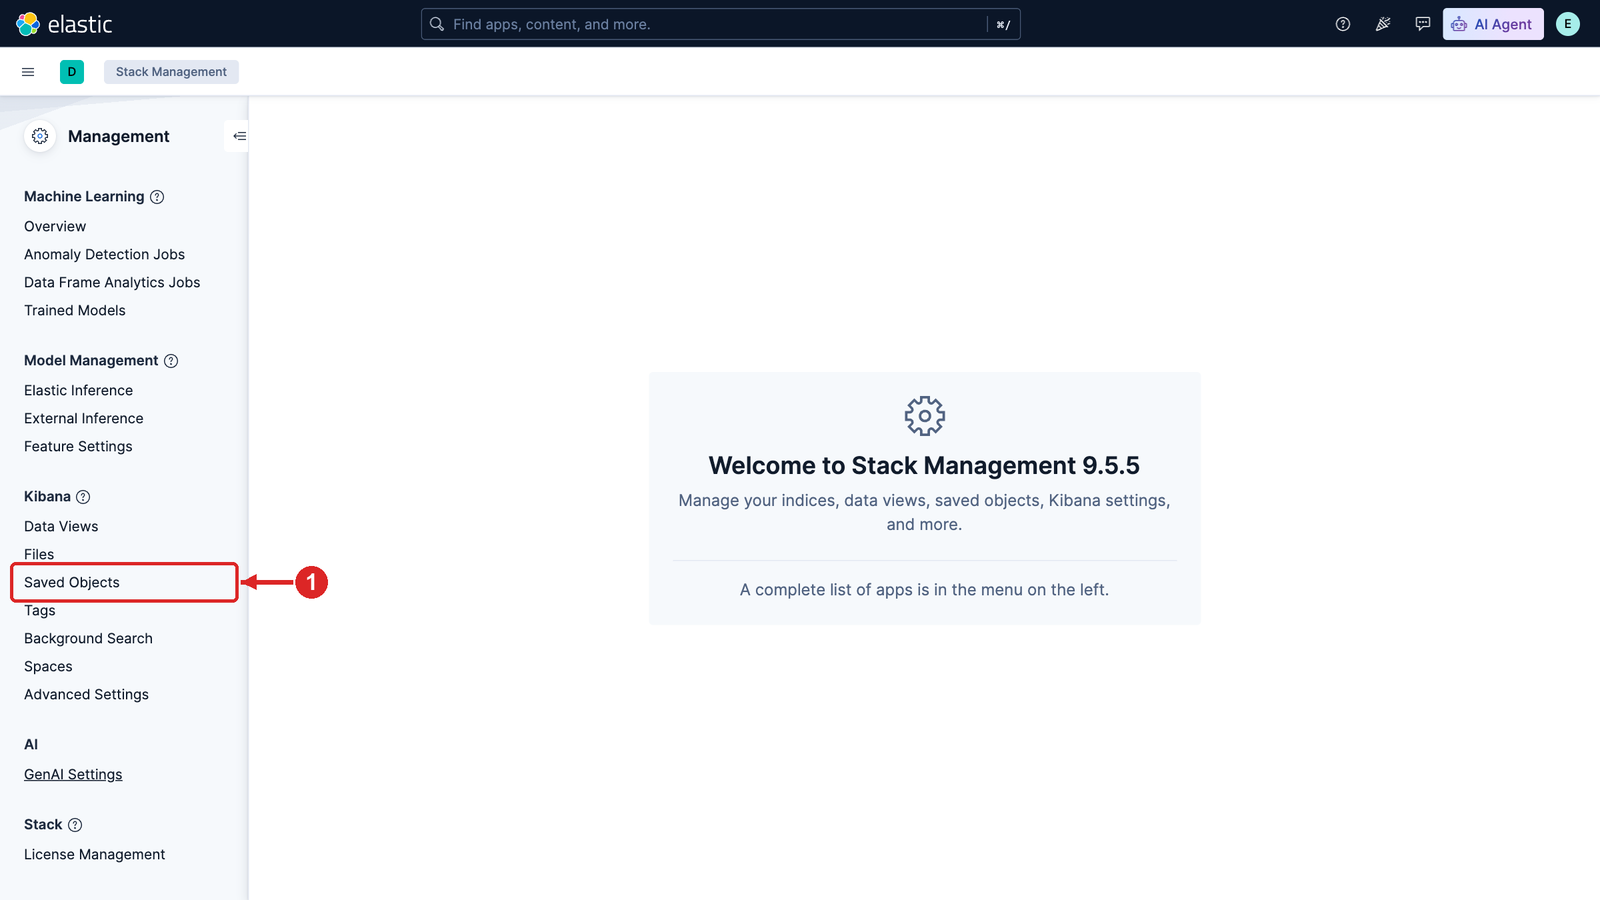 elastic
Find apps, content, and more.
⌘/
AI Agent
E
D
Stack Management
Management
Machine Learning
Overview
Anomaly Detection Jobs
Data Frame Analytics Jobs
Trained Models
Model Management
Elastic Inference
External Inference
Feature Settings
Kibana
Data Views
Files
Saved Objects
1
Tags
Background Search
Spaces
Advanced Settings
AI
GenAI Settings
Stack
License Management
Welcome to Stack Management 9.5.5
Manage your indices, data views, saved objects, Kibana settings,
and more.
A complete list of apps is in the menu on the left.